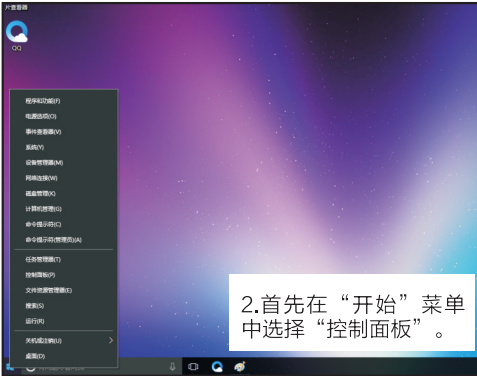 片查看器
QQ
程序和功能(F)
电源选项(O)
事件查看器(V)
系统(Y)
设备管理器(M)
网络连接(W)
磁盘管理(K)
计算机管理(G)
命令提示符(C)
命令提示符(管理员)(A)
任务管理器(T)
控制面板(P)
文件资源管理器(E)
搜索(S)
运行(R)
关机或注销(U)
桌面(D)
2.首先在“开始”菜单
中选择“控制面板”。